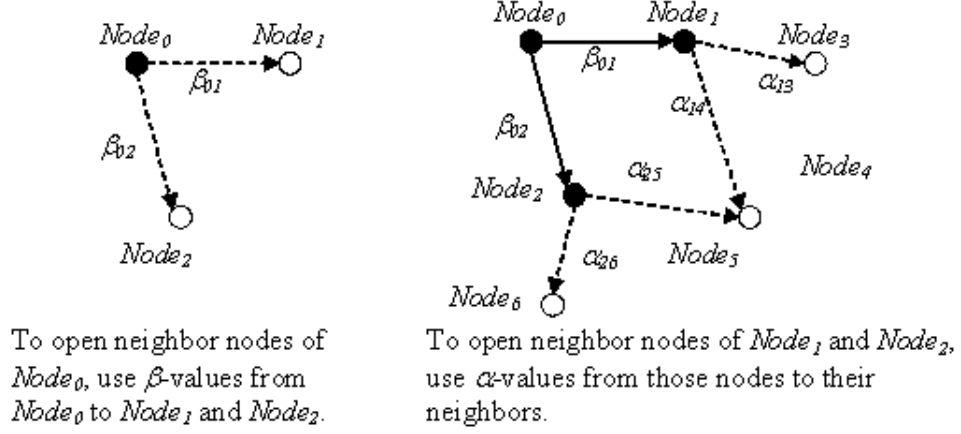 Node₀ Node₁
β₀₁
β₀₂
Node₂
To open neighbor nodes of
Node₀, use β-values from
Node₀ to Node₁ and Node₂.
Node₀ Node₁ Node₃
β₀₁ α₁₃
α₁₄
β₀₂
Node₂ α₂₅ Node₄
α₂₆ Node₅
Node₆
To open neighbor nodes of Node₁ and Node₂,
use α-values from those nodes to their
neighbors.